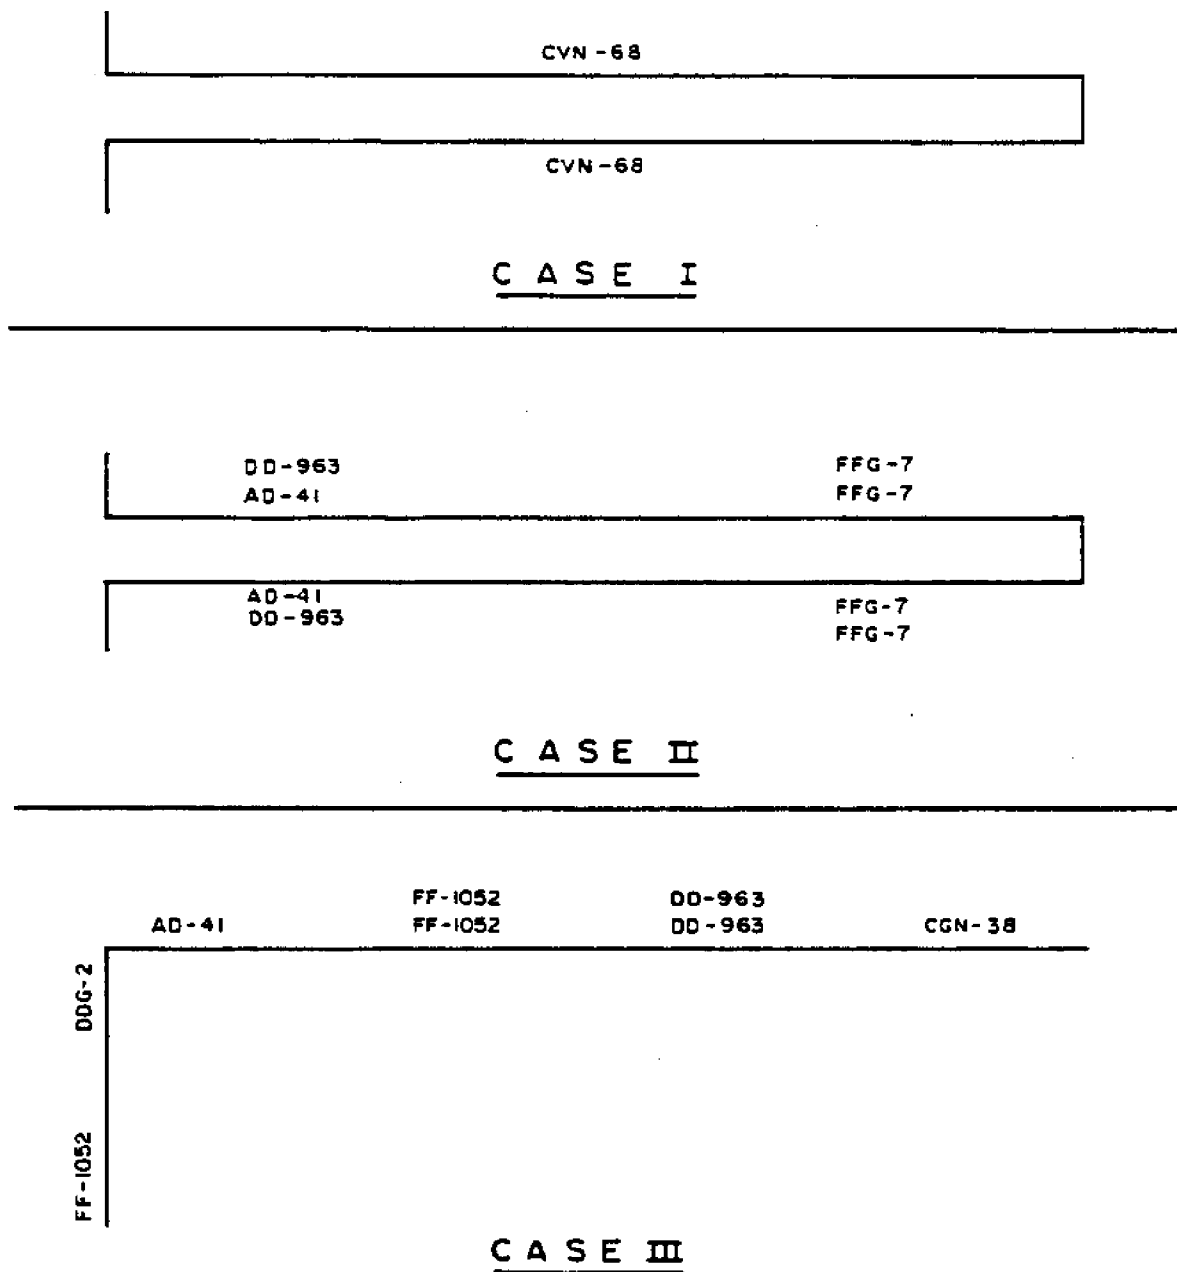 CVN-68
CVN-68
CASE I
DD-963 FFG-7
AD-41 FFG-7
AD-41 FFG-7
DD-963 FFG-7
CASE II
FF-1052 DD-963
AD-41 FF-1052 DD-963 CGN-38
DDG-2
FF-1052
CASE III